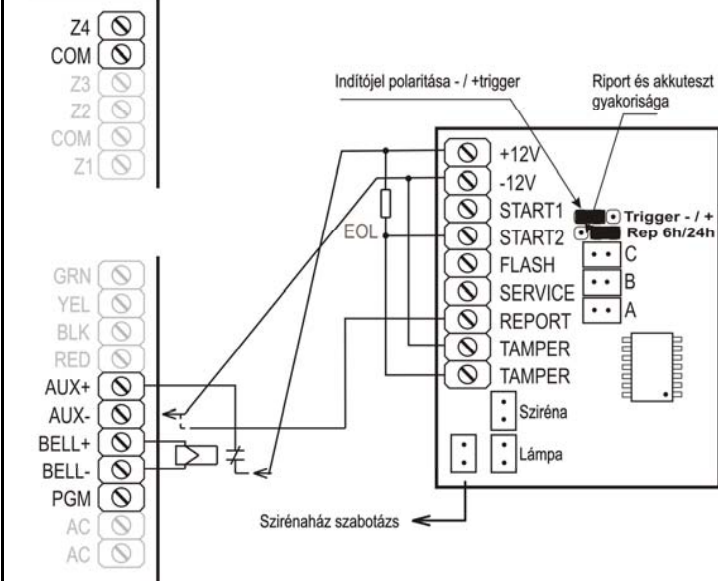 Z4
COM
Z3
Z2
COM
Z1
GRN
YEL
BLK
RED
AUX+
AUX-
BELL+
BELL-
PGM
AC
AC
Indítójel polaritása - / +trigger
Riport és akkuteszt
gyakorisága
+12V
-12V
START1
START2
FLASH
SERVICE
REPORT
TAMPER
TAMPER
EOL
Trigger - / +
Rep 6h/24h
C
B
A
Sziréna
Lámpa
Szirénaház szabotázs